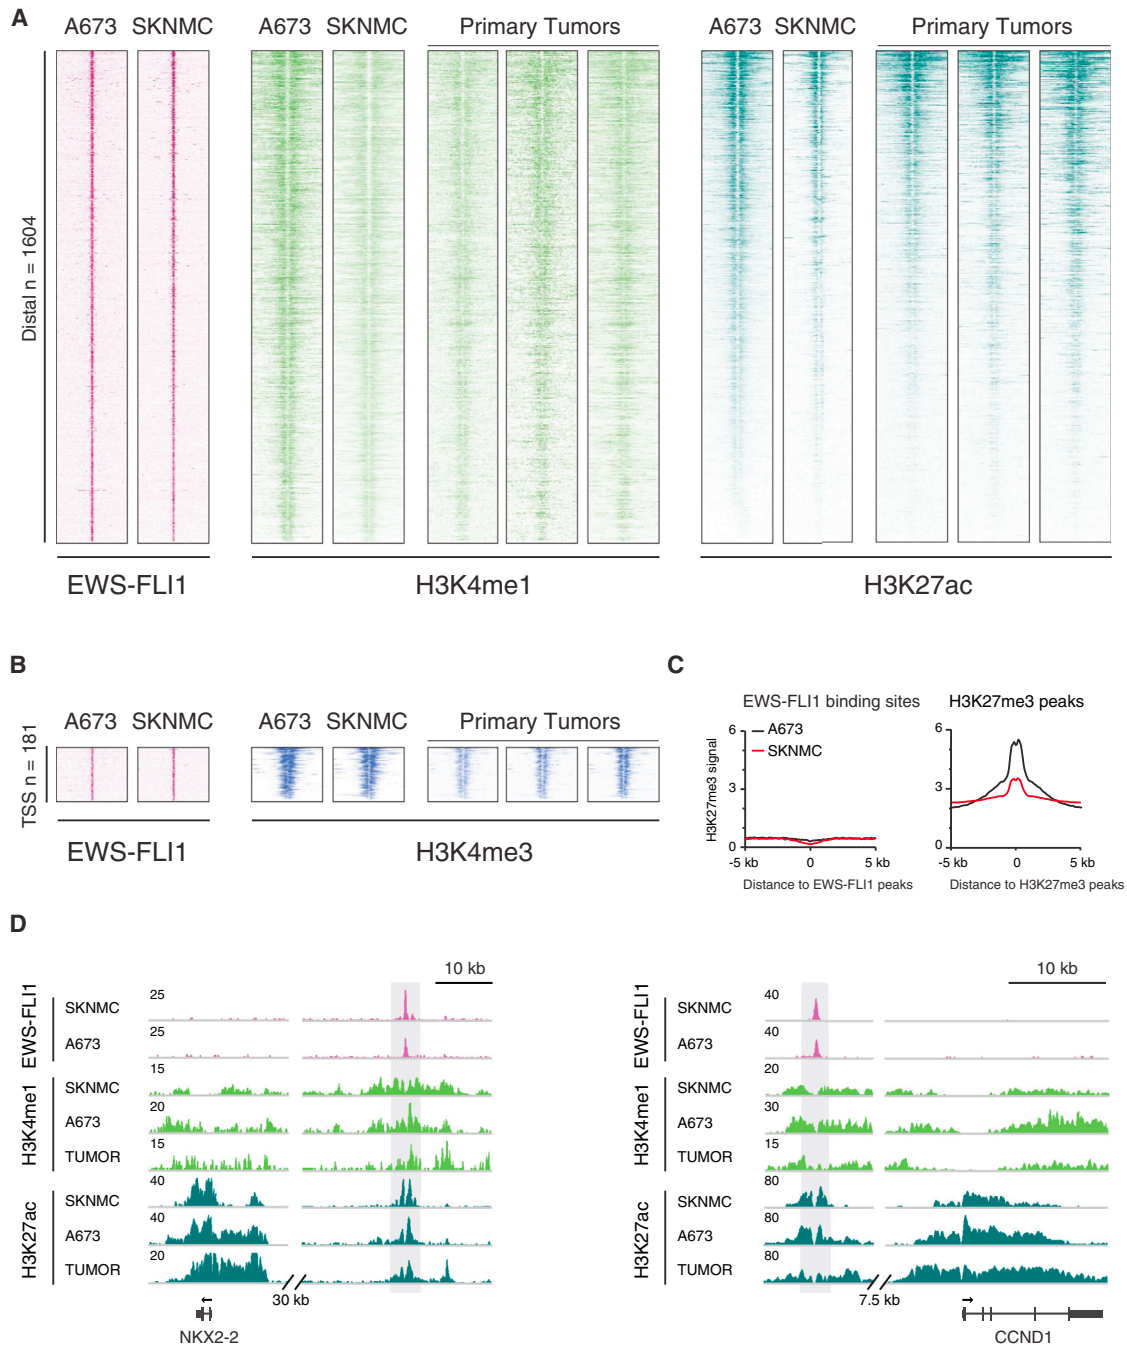 A
A673 SKNMC A673 SKNMC Primary Tumors A673 SKNMC Primary Tumors
Distal n = 1604
EWS-FLI1 H3K4me1 H3K27ac
B
A673 SKNMC A673 SKNMC Primary Tumors
TSS n = 181
EWS-FLI1 H3K4me3
C
EWS-FLI1 binding sites H3K27me3 peaks
A673
SKNMC
H3K27me3 signal
6
3
0
-5 kb 0 5 kb
Distance to EWS-FLI1 peaks
6
3
0
-5 kb 0 5 kb
Distance to H3K27me3 peaks
D
10 kb
EWS-FLI1
SKNMC 25
A673 25
H3K4me1
SKNMC 15
A673 20
TUMOR 15
H3K27ac
SKNMC 40
A673 40
TUMOR 20
30 kb
NKX2-2
10 kb
EWS-FLI1
SKNMC 40
A673 40
H3K4me1
SKNMC 20
A673 30
TUMOR 15
H3K27ac
SKNMC 80
A673 80
TUMOR 80
7.5 kb
CCND1